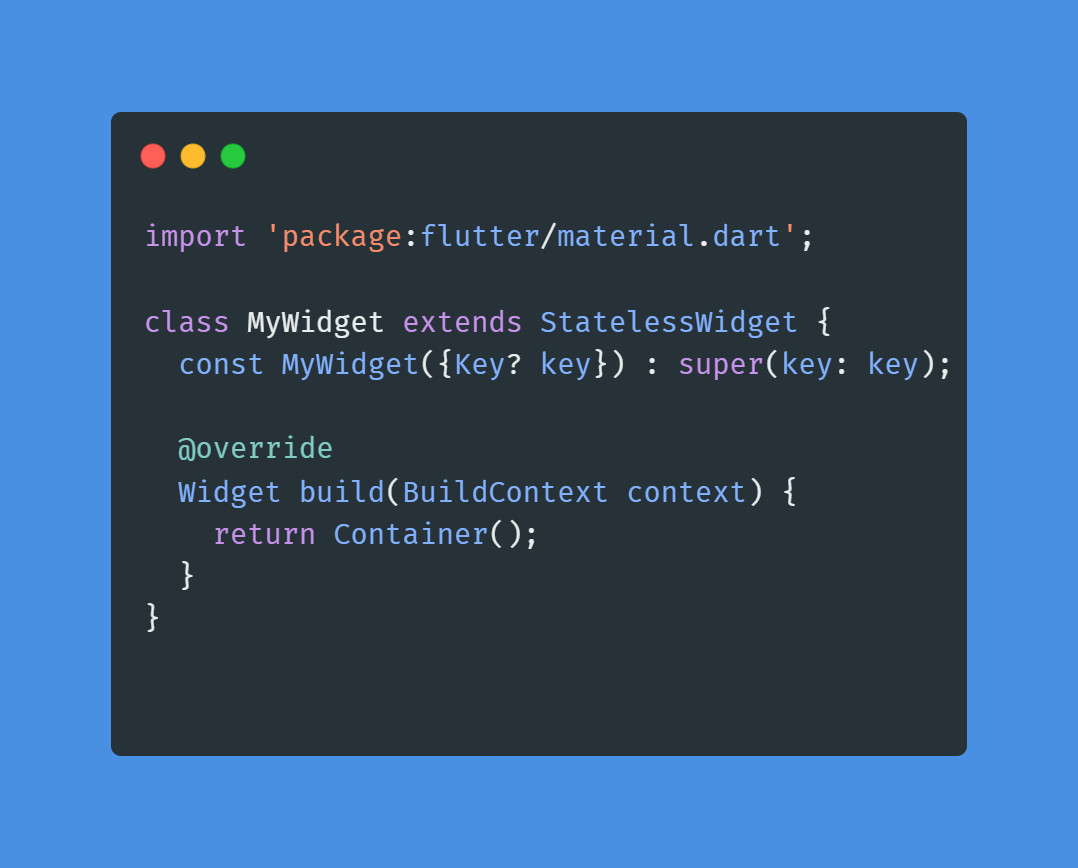 import 'package:flutter/material.dart';
class MyWidget extends StatelessWidget {
  const MyWidget({Key? key}) : super(key: key);
  @override
  Widget build(BuildContext context) {
    return Container();
  }
}